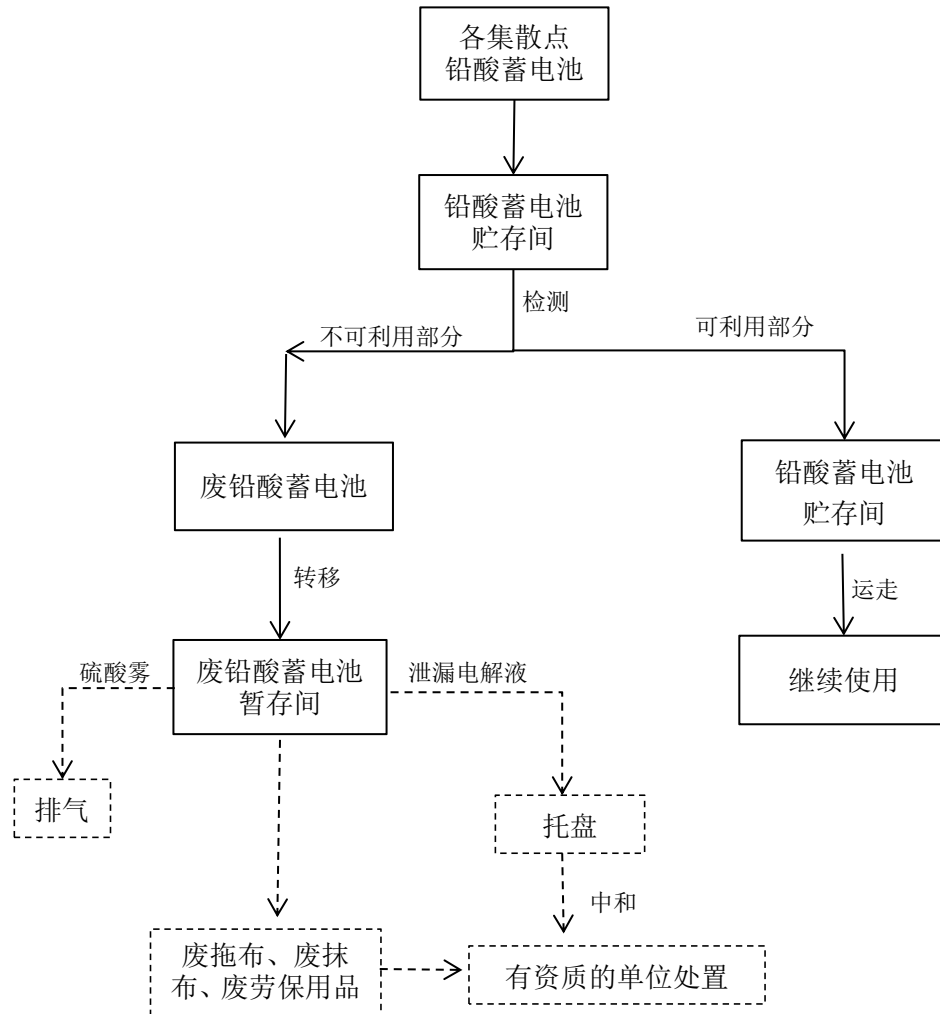 各集散点
铅酸蓄电池
铅酸蓄电池
贮存间
检测
不可利用部分
可利用部分
废铅酸蓄电池
铅酸蓄电池
贮存间
转移
运走
硫酸雾
废铅酸蓄电池
暂存间
泄漏电解液
继续使用
排气
托盘
中和
废拖布、废抹
布、废劳保用品
有资质的单位处置